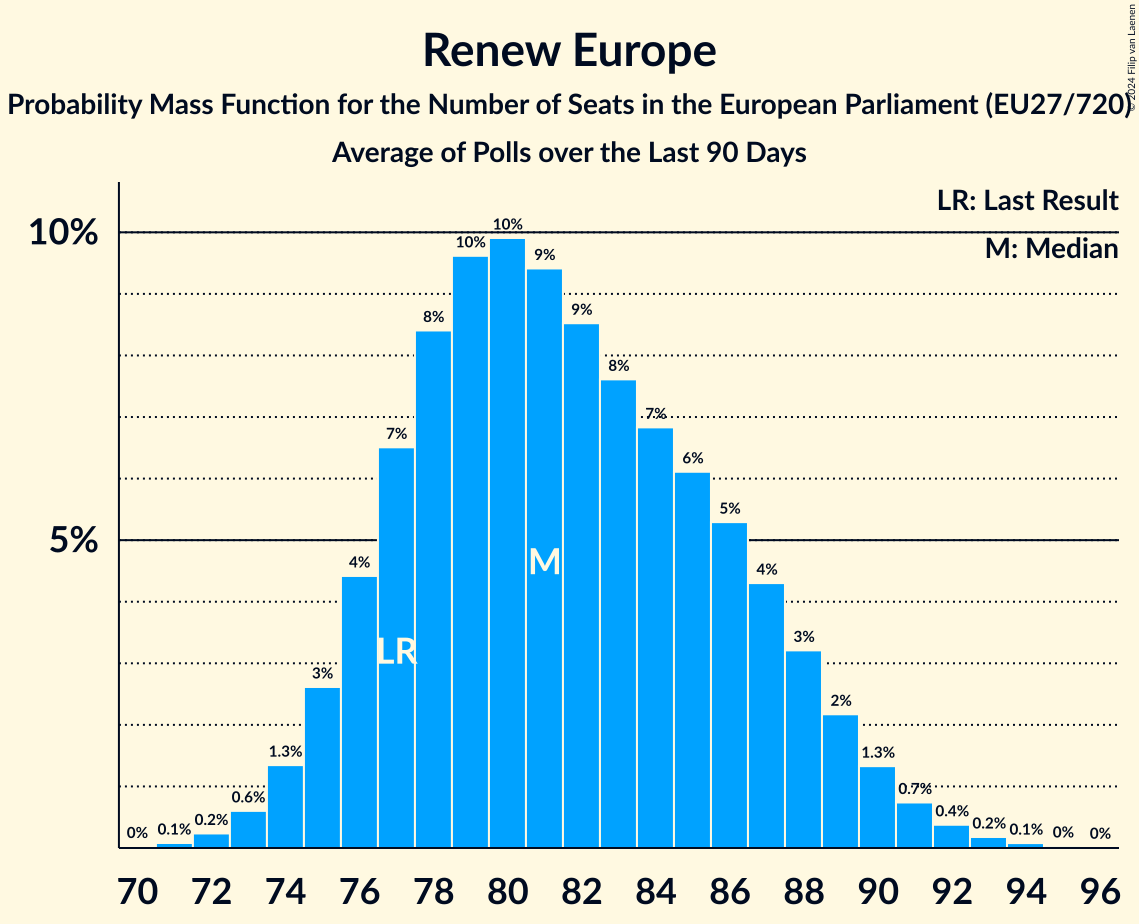 Renew Europe
Probability Mass Function for the Number of Seats in the European Parliament (EU27/720)
Average of Polls over the Last 90 Days
© 2024 Filip van Laenen
LR: Last Result
M: Median
10%
5%
0% 0.1% 0.2% 0.6% 1.3% 3% 4% 7% 8% 10% 10% 9% 9% 8% 7% 6% 5% 4% 3% 2% 1.3% 0.7% 0.4% 0.2% 0.1% 0% 0%
M
LR
70 72 74 76 78 80 82 84 86 88 90 92 94 96